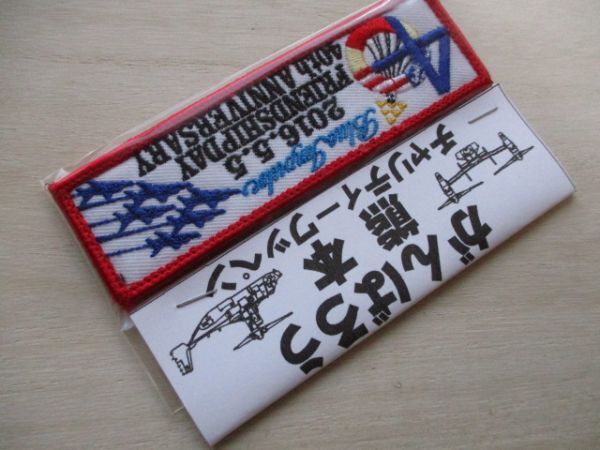 Blue Impulse
2016.5.5
FRIENDSHIP DAY
40th ANNIVERSARY
がんばろう
熊本
チャリティーワッペン